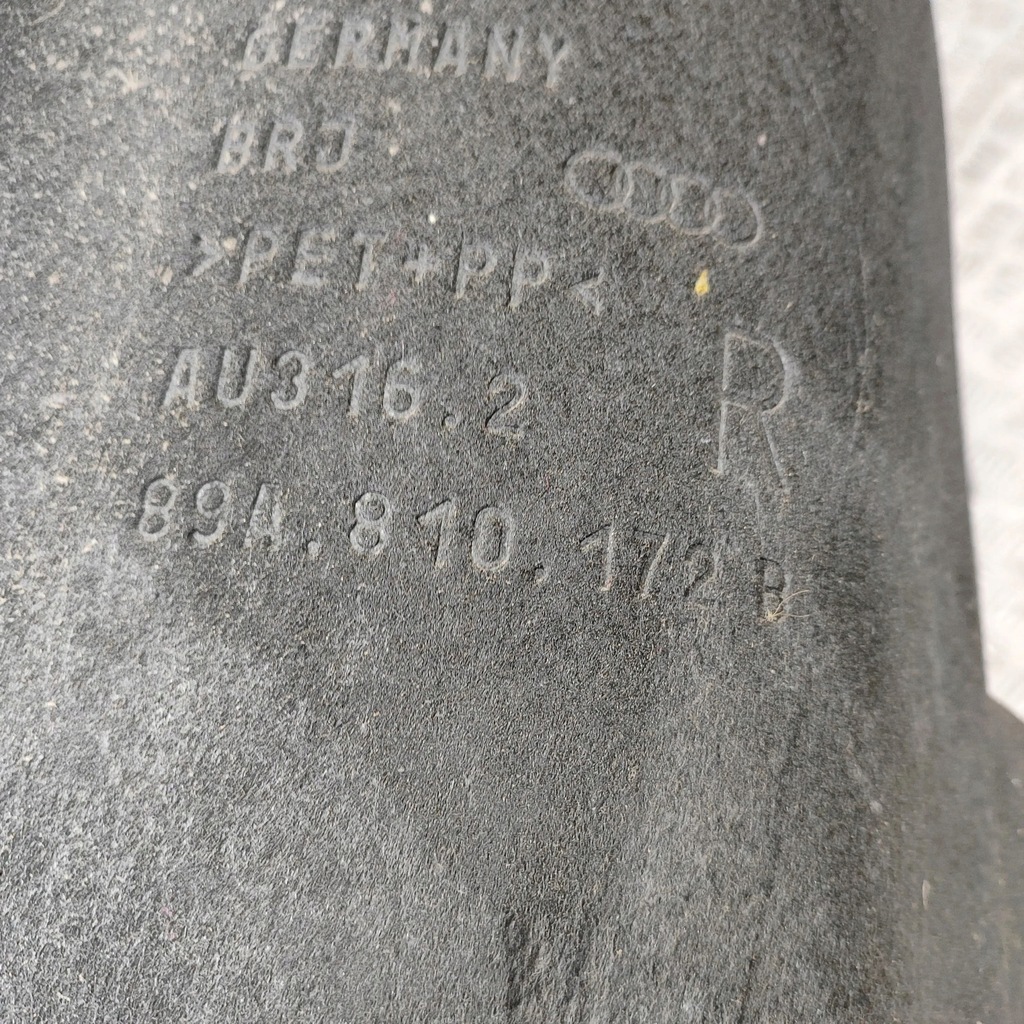 GERMANY
BRJ
>PET+PP<
AU316.2
R
89A.810.172 B